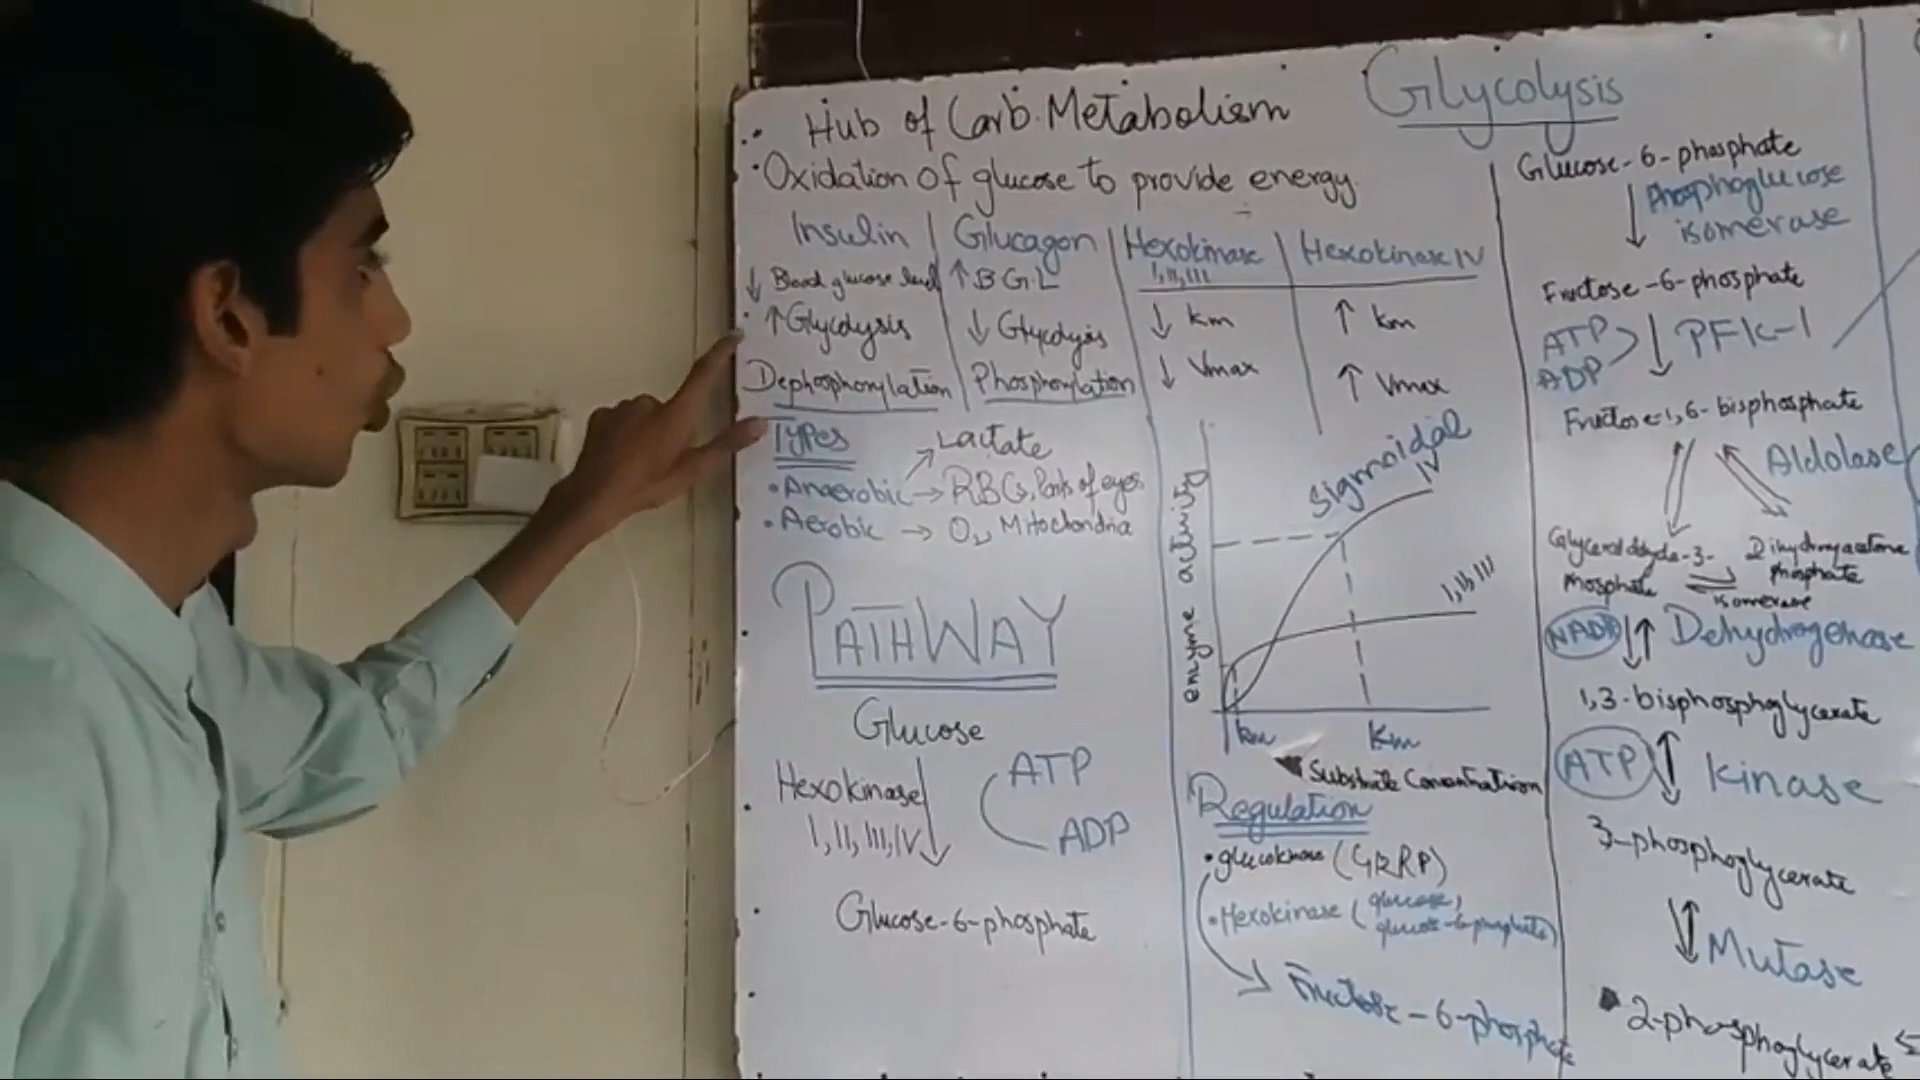 Glycolysis
Hub of Carb. Metabolism
Oxidation of glucose to provide energy.
Insulin
↓ Blood glucose level
↑ Glycolysis
Dephosphorylation
Glucagon
↑ B G.L
↓ Glycolysis
Phosphorylation
Hexokinase
I, II, III
↓ km
↓ Vmax
Hexokinase IV
↑ km
↑ Vmax
Types
Lactate
• Anaerobic → RBCs, of eyes
• Aerobic → O2 Mitochondria
PATHWAY
Glucose
Hexokinase
I, II, III, IV
ATP
ADP
Glucose-6-phosphate
Sigmoidal
IV
I, II, III
enzyme activity
km
Km
Substrate
Regulation
• glucokinase (GKRP)
• Hexokinase (glucose,
glucose-6-phosphate)
Fructose-6-phosphate
Glucose-6-phosphate
Phosphoglucose
isomerase
Fructose-6-phosphate
ATP
ADP
PFK-1
Fructose-1,6-bisphosphate
Aldolase
Glyceraldehyde-3-
phosphate
Dihydroxyacetone
phosphate
isomerase
Dehydrogenase
1,3-bisphosphoglycerate
ATP
Kinase
3-phosphoglycerate
Mutase
2-phosphoglycerate